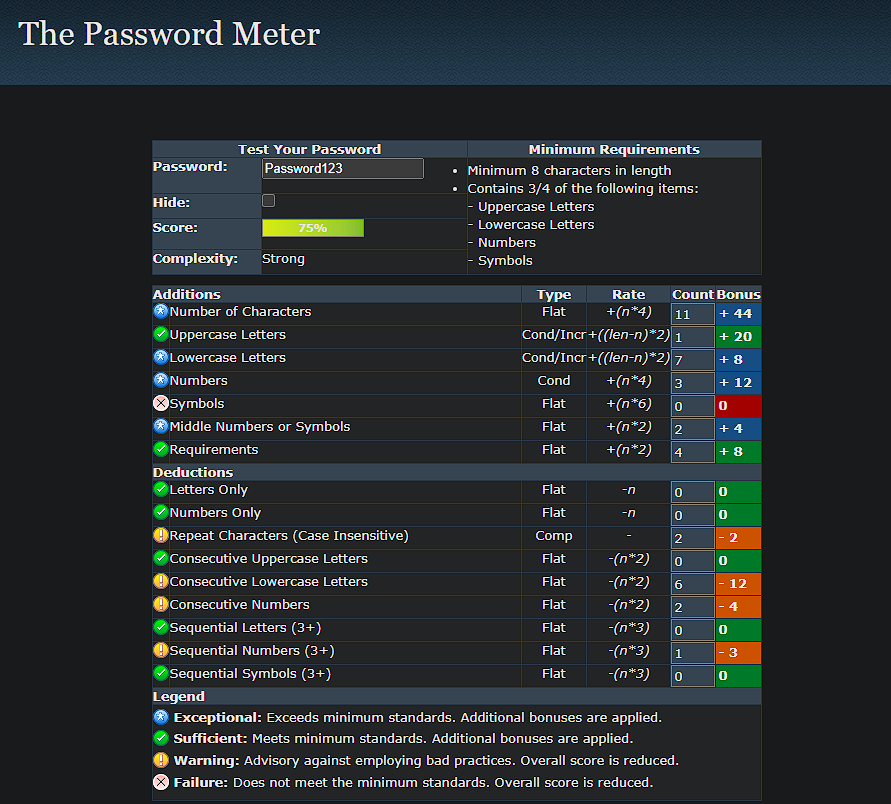 The Password Meter
Test Your Password Minimum Requirements
Password: Password123
• Minimum 8 characters in length
• Contains 3/4 of the following items:
Hide: - Uppercase Letters
- Lowercase Letters
Score: 75%
- Numbers
Complexity: Strong - Symbols
Additions Type Rate Count Bonus
Number of Characters Flat +(n*4) 11 + 44
Uppercase Letters Cond/Incr +((len-n)*2) 1 + 20
Lowercase Letters Cond/Incr +((len-n)*2) 7 + 8
Numbers Cond +(n*4) 3 + 12
Symbols Flat +(n*6) 0 0
Middle Numbers or Symbols Flat +(n*2) 2 + 4
Requirements Flat +(n*2) 4 + 8
Deductions
Letters Only Flat -n 0 0
Numbers Only Flat -n 0 0
Repeat Characters (Case Insensitive) Comp - 2 - 2
Consecutive Uppercase Letters Flat -(n*2) 0 0
Consecutive Lowercase Letters Flat -(n*2) 6 - 12
Consecutive Numbers Flat -(n*2) 2 - 4
Sequential Letters (3+) Flat -(n*3) 0 0
Sequential Numbers (3+) Flat -(n*3) 1 - 3
Sequential Symbols (3+) Flat -(n*3) 0 0
Legend
Exceptional: Exceeds minimum standards. Additional bonuses are applied.
Sufficient: Meets minimum standards. Additional bonuses are applied.
Warning: Advisory against employing bad practices. Overall score is reduced.
Failure: Does not meet the minimum standards. Overall score is reduced.